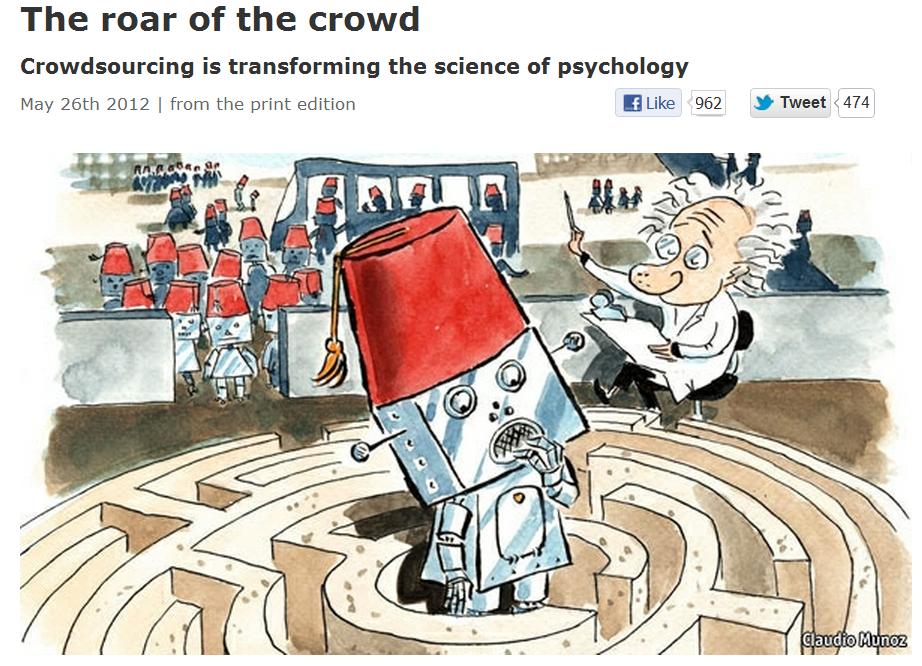 The roar of the crowd
Crowdsourcing is transforming the science of psychology
May 26th 2012 | from the print edition
Like 962 Tweet 474
Claudio Munoz